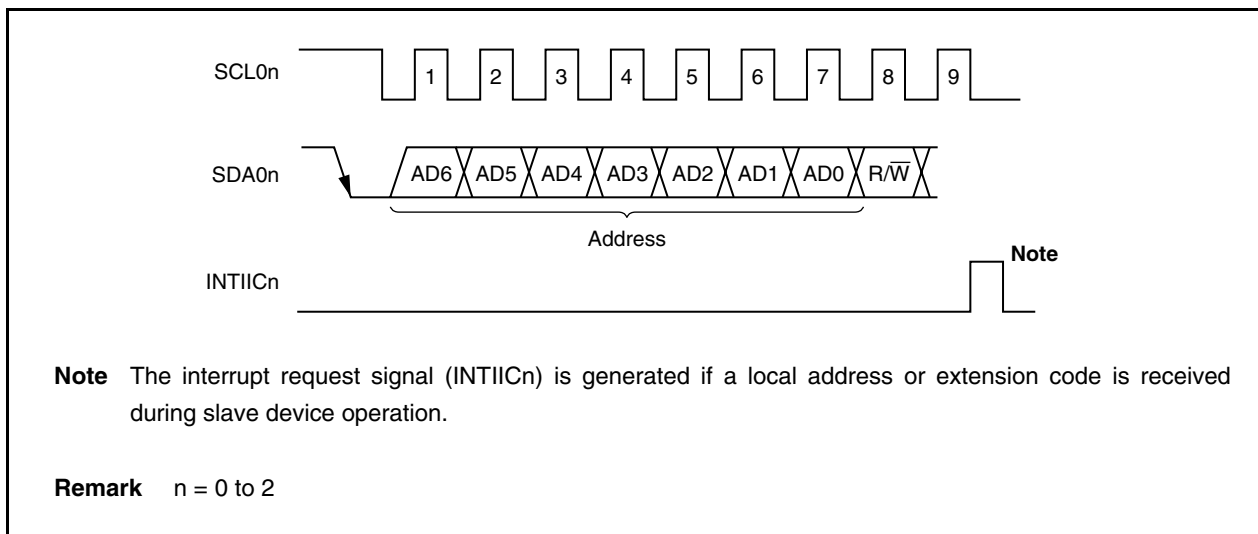 SCL0n
1 2 3 4 5 6 7 8 9
SDA0n
AD6 AD5 AD4 AD3 AD2 AD1 AD0 R/W̅
Address
Note
INTIICn
Note The interrupt request signal (INTIICn) is generated if a local address or extension code is received
during slave device operation.
Remark n = 0 to 2